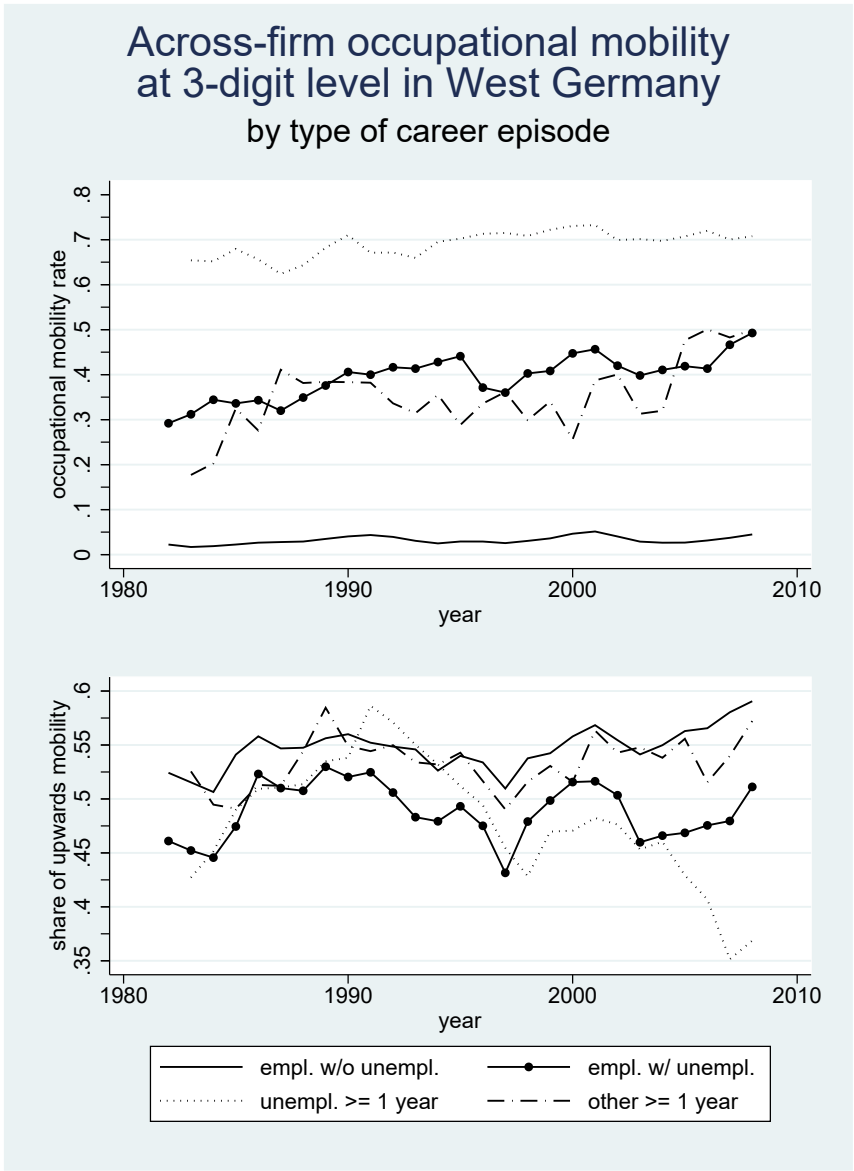 Across-firm occupational mobility
at 3-digit level in West Germany
by type of career episode
occupational mobility rate
.8
.7
.6
.5
.4
.3
.2
.1
0
1980 1990 2000 2010
year
share of upwards mobility
.6
.55
.5
.45
.4
.35
1980 1990 2000 2010
year
empl. w/o unempl. empl. w/ unempl.
unempl. >= 1 year other >= 1 year